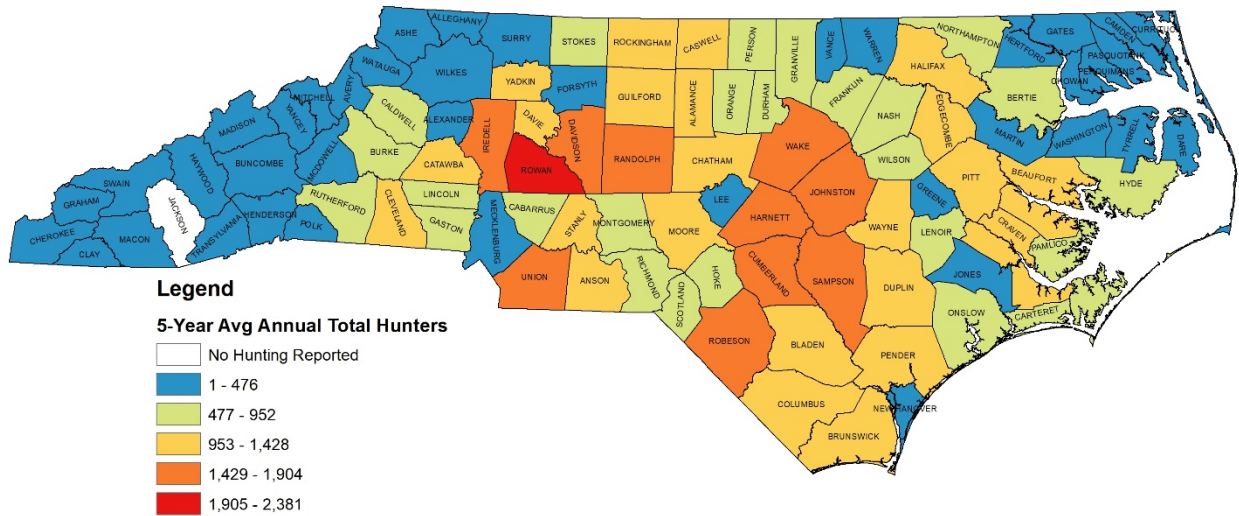 ALLEGHANY
ASHE
SURRY
STOKES
ROCKINGHAM
CASWELL
PERSON
GRANVILLE
VANCE
WARREN
NORTHAMPTON
HERTFORD
GATES
CAMDEN
CURRITUCK
PASQUOTANK
PERQUIMANS
CHOWAN
WATAUGA
WILKES
YADKIN
FORSYTH
GUILFORD
ALAMANCE
ORANGE
DURHAM
FRANKLIN
HALIFAX
BERTIE
MITCHELL
AVERY
YANCEY
MADISON
CALDWELL
ALEXANDER
IREDELL
DAVIE
DAVIDSON
RANDOLPH
CHATHAM
WAKE
NASH
EDGECOMBE
MARTIN
WASHINGTON
TYRRELL
DARE
HAYWOOD
BUNCOMBE
MCDOWELL
BURKE
CATAWBA
ROWAN
WILSON
PITT
BEAUFORT
HYDE
SWAIN
GRAHAM
JACKSON
RUTHERFORD
LINCOLN
CLEVELAND
GASTON
MECKLENBURG
CABARRUS
STANLY
MONTGOMERY
MOORE
LEE
HARNETT
JOHNSTON
WAYNE
GREENE
LENOIR
CRAVEN
PAMLICO
CHEROKEE
CLAY
MACON
TRANSYLVANIA
HENDERSON
POLK
UNION
ANSON
RICHMOND
SCOTLAND
HOKE
CUMBERLAND
SAMPSON
DUPLIN
JONES
ONSLOW
CARTERET
ROBESON
BLADEN
PENDER
COLUMBUS
NEW HANOVER
BRUNSWICK
Legend
5-Year Avg Annual Total Hunters
No Hunting Reported
1 - 476
477 - 952
953 - 1,428
1,429 - 1,904
1,905 - 2,381